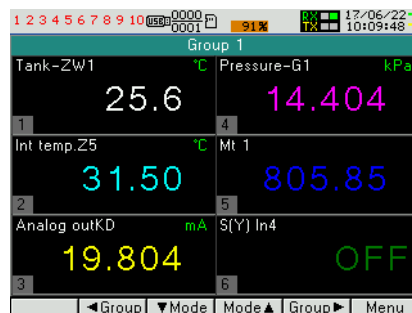 1 2 3 4 5 6 7 8 9 10 USB 0000 RX 17/06/22
0001 91% TX 10:09:48
Group 1
Tank-ZW1 °C Pressure-G1 kPa
25.6 14.404
1 4
Int temp.Z5 °C Mt 1
31.50 805.85
2 5
Analog outKD mA S(Y) In4
19.804 OFF
3 6
◄Group ▼Mode Mode▲ Group► Menu